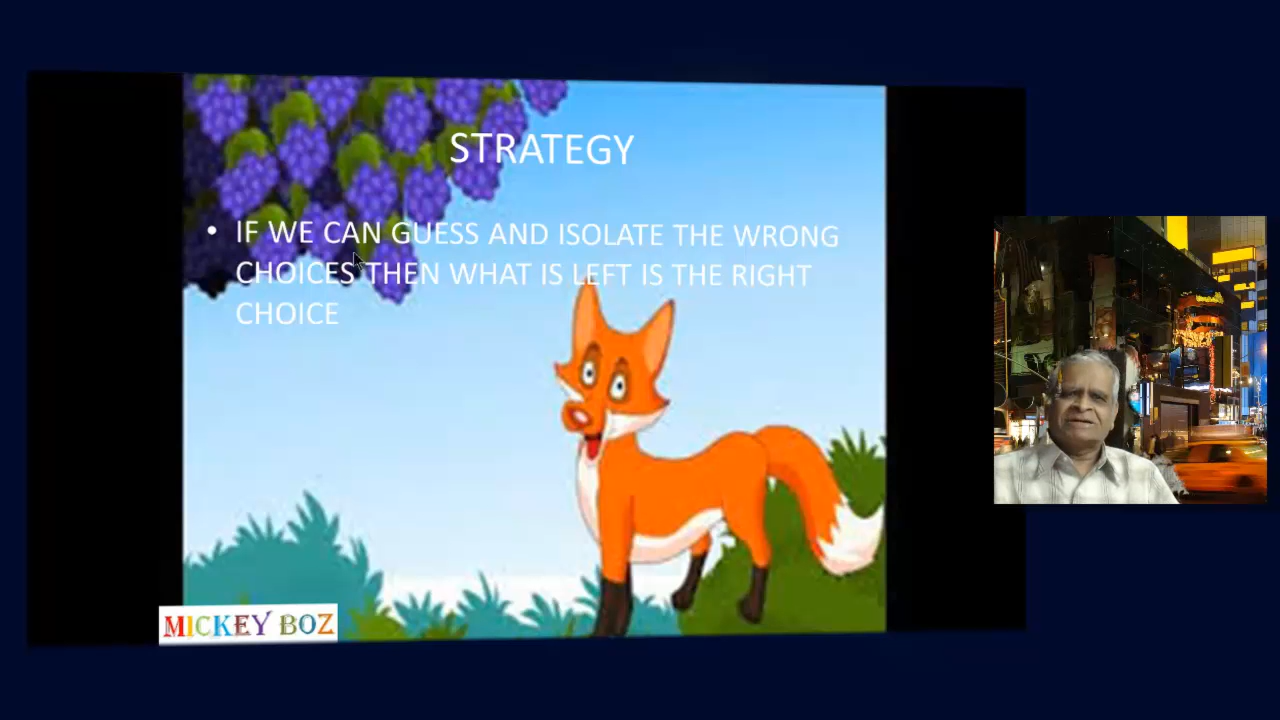 STRATEGY
• IF WE CAN GUESS AND ISOLATE THE WRONG
CHOICES THEN WHAT IS LEFT IS THE RIGHT
CHOICE
MICKEY BOZ